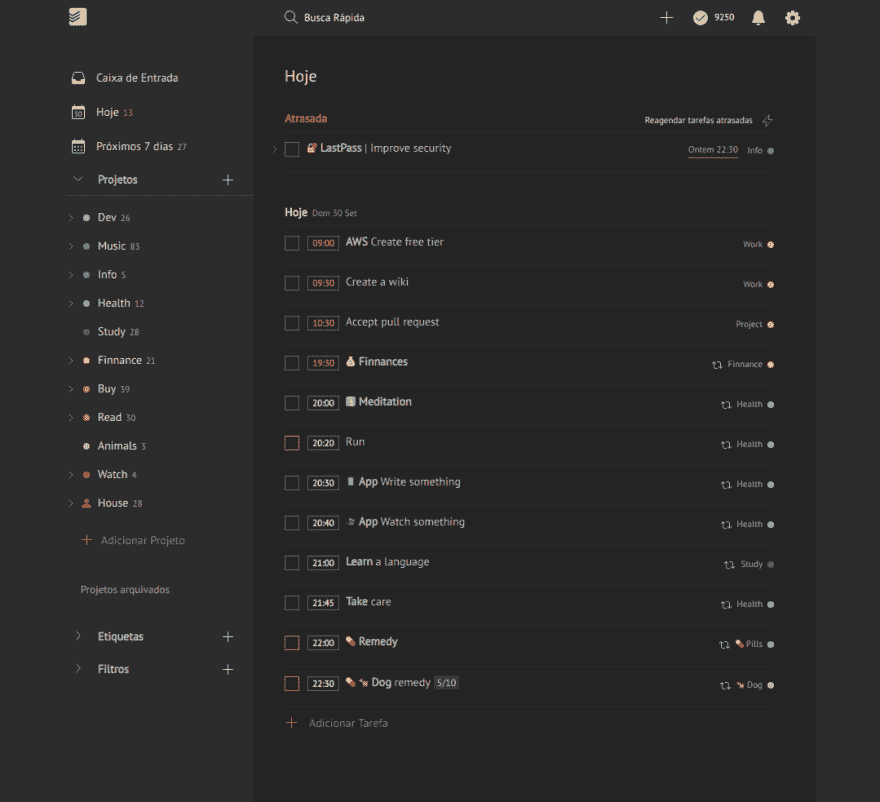 Busca Rápida
9250
Caixa de Entrada
30
Hoje 13
Próximos 7 dias 27
Projetos
Dev 26
Music 83
Info 5
Health 12
Study 28
Finnance 21
Buy 39
Read 30
Animals 3
Watch 4
House 28
Adicionar Projeto
Projetos arquivados
Etiquetas
Filtros
Hoje
Atrasada Reagendar tarefas atrasadas
LastPass | Improve security Ontem 22:30 Info
Hoje Dom 30 Set
09:00 AWS Create free tier Work
09:30 Create a wiki Work
10:30 Accept pull request Project
19:30 Finnances Finnance
20:00 Meditation Health
20:20 Run Health
20:30 App Write something Health
20:40 App Watch something Health
21:00 Learn a language Study
21:45 Take care Health
22:00 Remedy Pills
22:30 Dog remedy 5/10 Dog
Adicionar Tarefa